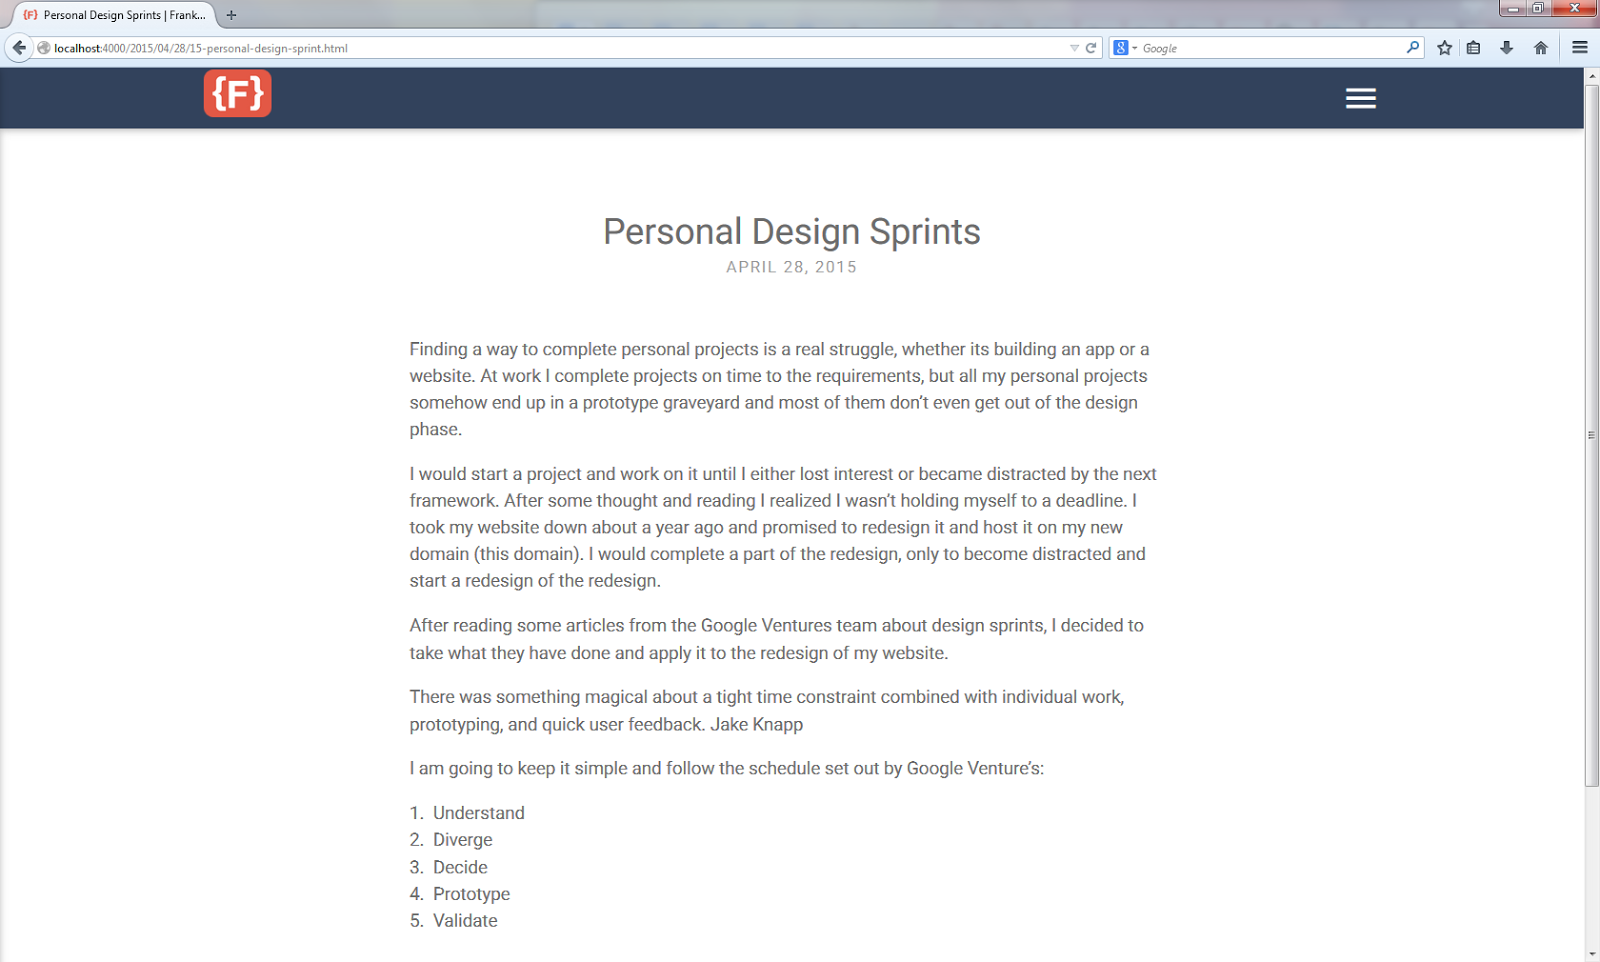 {F} Personal Design Sprints | Frank...
localhost:4000/2015/04/28/15-personal-design-sprint.html
8 Google
{F}
Personal Design Sprints
APRIL 28, 2015
Finding a way to complete personal projects is a real struggle, whether its building an app or a
website. At work I complete projects on time to the requirements, but all my personal projects
somehow end up in a prototype graveyard and most of them don’t even get out of the design
phase.
I would start a project and work on it until I either lost interest or became distracted by the next
framework. After some thought and reading I realized I wasn’t holding myself to a deadline. I
took my website down about a year ago and promised to redesign it and host it on my new
domain (this domain). I would complete a part of the redesign, only to become distracted and
start a redesign of the redesign.
After reading some articles from the Google Ventures team about design sprints, I decided to
take what they have done and apply it to the redesign of my website.
There was something magical about a tight time constraint combined with individual work,
prototyping, and quick user feedback. Jake Knapp
I am going to keep it simple and follow the schedule set out by Google Venture’s:
1. Understand
2. Diverge
3. Decide
4. Prototype
5. Validate